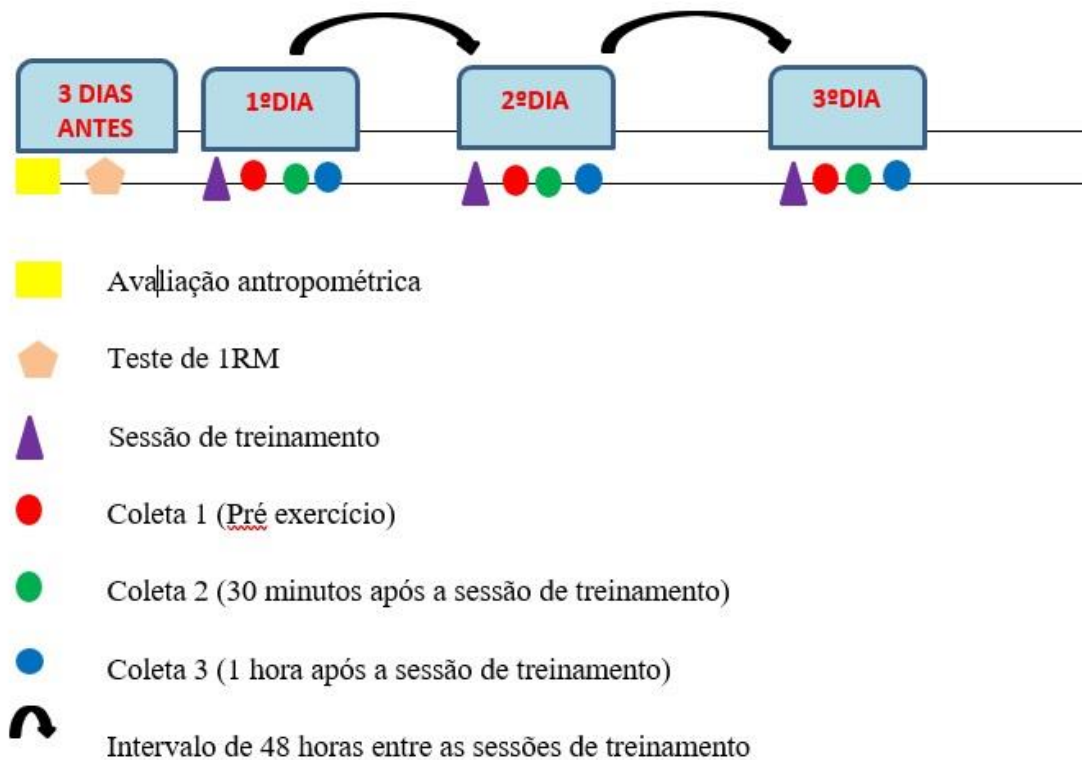 3 DIAS
ANTES
1ºDIA
2ºDIA
3ºDIA
Avaliação antropométrica
Teste de 1RM
Sessão de treinamento
Coleta 1 (Pré exercício)
Coleta 2 (30 minutos após a sessão de treinamento)
Coleta 3 (1 hora após a sessão de treinamento)
Intervalo de 48 horas entre as sessões de treinamento